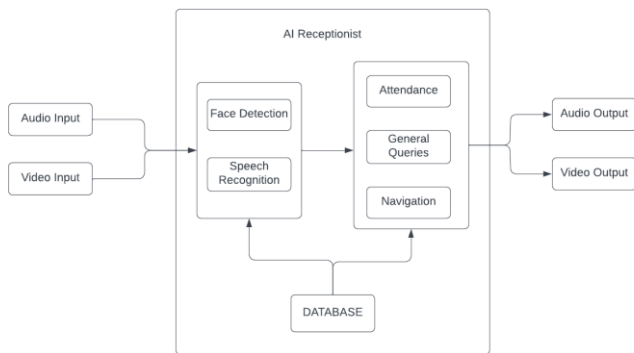 AI Receptionist
Audio Input
Video Input
Face Detection
Speech
Recognition
Attendance
General
Queries
Navigation
Audio Output
Video Output
DATABASE